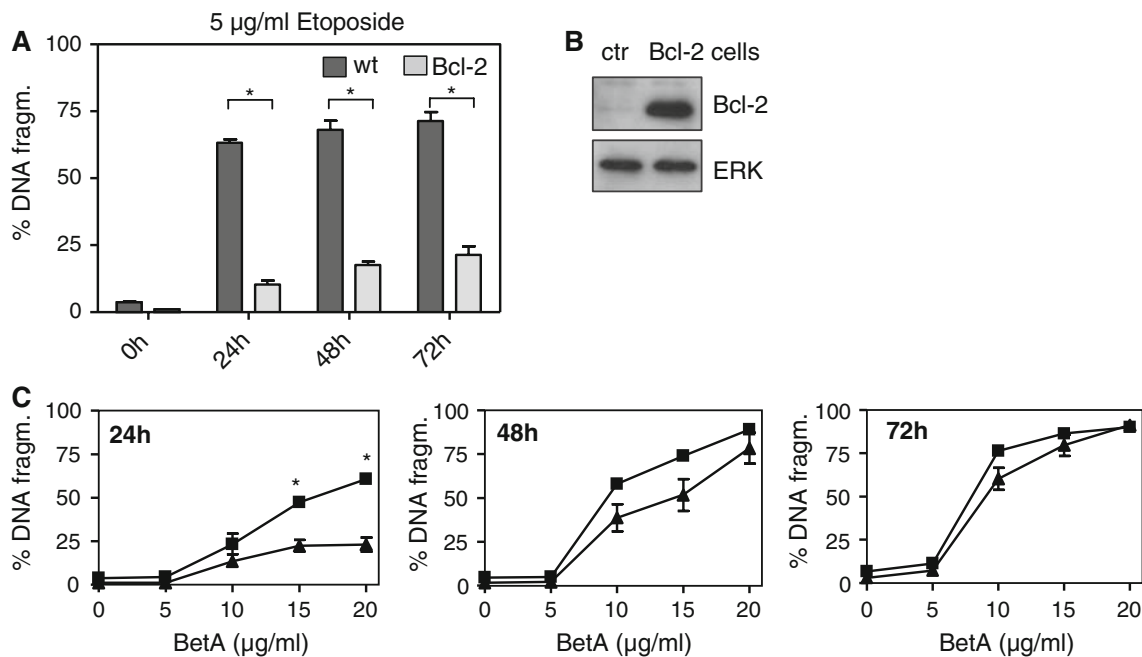 5 µg/ml Etoposide
A
100
75
50
25
0
% DNA fragm.
wt
Bcl-2
*
*
*
0h
24h
48h
72h
B
ctr Bcl-2 cells
Bcl-2
ERK
C
24h
100
75
50
25
0
% DNA fragm.
*
*
0 5 10 15 20
BetA (µg/ml)
48h
100
75
50
25
0
% DNA fragm.
0 5 10 15 20
BetA (µg/ml)
72h
100
75
50
25
0
% DNA fragm.
0 5 10 15 20
BetA (µg/ml)